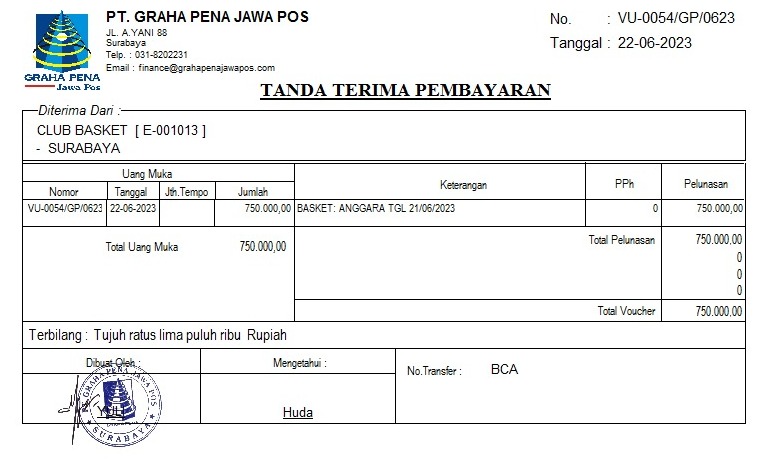 PT. GRAHA PENA JAWA POS
JL. A.YANI 88
Surabaya
Telp. : 031-8202231
Email : finance@grahapenajawapos.com
GRAHA PENA
Jawa Pos
No. : VU-0054/GP/0623
Tanggal : 22-06-2023
TANDA TERIMA PEMBAYARAN
Diterima Dari :
CLUB BASKET [ E-001013 ]
- SURABAYA
Uang Muka Keterangan PPh Pelunasan
Nomor Tanggal Jth.Tempo Jumlah
VU-0054/GP/0623 22-06-2023 750.000,00 BASKET: ANGGARA TGL 21/06/2023 0 750.000,00
Total Uang Muka 750.000,00 Total Pelunasan 750.000,00
0
0
0
Total Voucher 750.000,00
Terbilang : Tujuh ratus lima puluh ribu Rupiah
Dibuat Oleh : Mengetahui : No.Transfer : BCA
PT. GRAHA PENA JAWA POS
SURABAYA
Huda